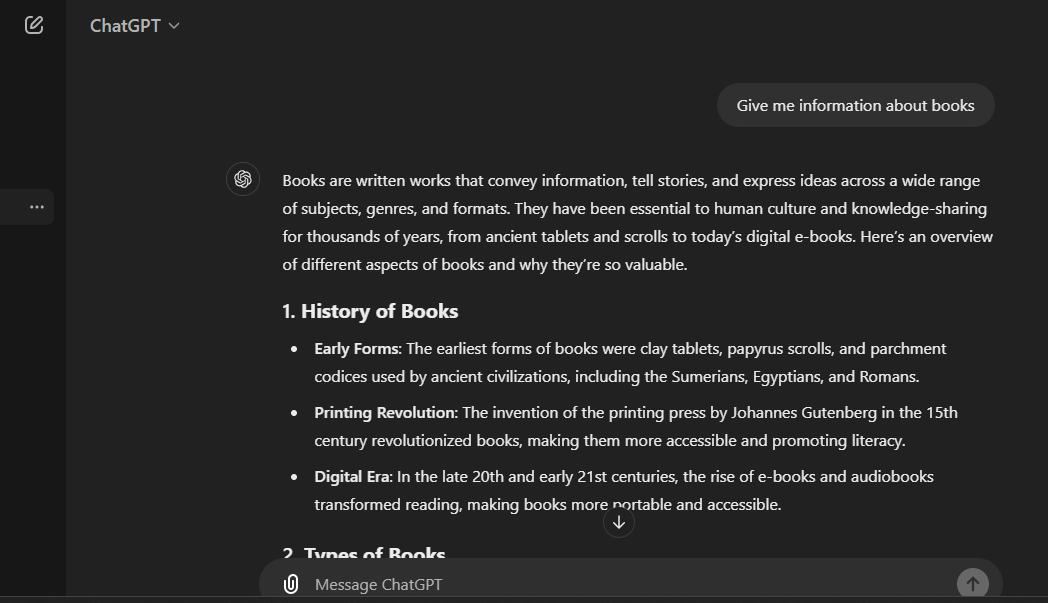 ChatGPT
Give me information about books
Books are written works that convey information, tell stories, and express ideas across a wide range
of subjects, genres, and formats. They have been essential to human culture and knowledge-sharing
for thousands of years, from ancient tablets and scrolls to today’s digital e-books. Here’s an overview
of different aspects of books and why they’re so valuable.
1. History of Books
• Early Forms: The earliest forms of books were clay tablets, papyrus scrolls, and parchment
codices used by ancient civilizations, including the Sumerians, Egyptians, and Romans.
• Printing Revolution: The invention of the printing press by Johannes Gutenberg in the 15th
century revolutionized books, making them more accessible and promoting literacy.
• Digital Era: In the late 20th and early 21st centuries, the rise of e-books and audiobooks
transformed reading, making books more portable and accessible.
2. Types of Books
Message ChatGPT